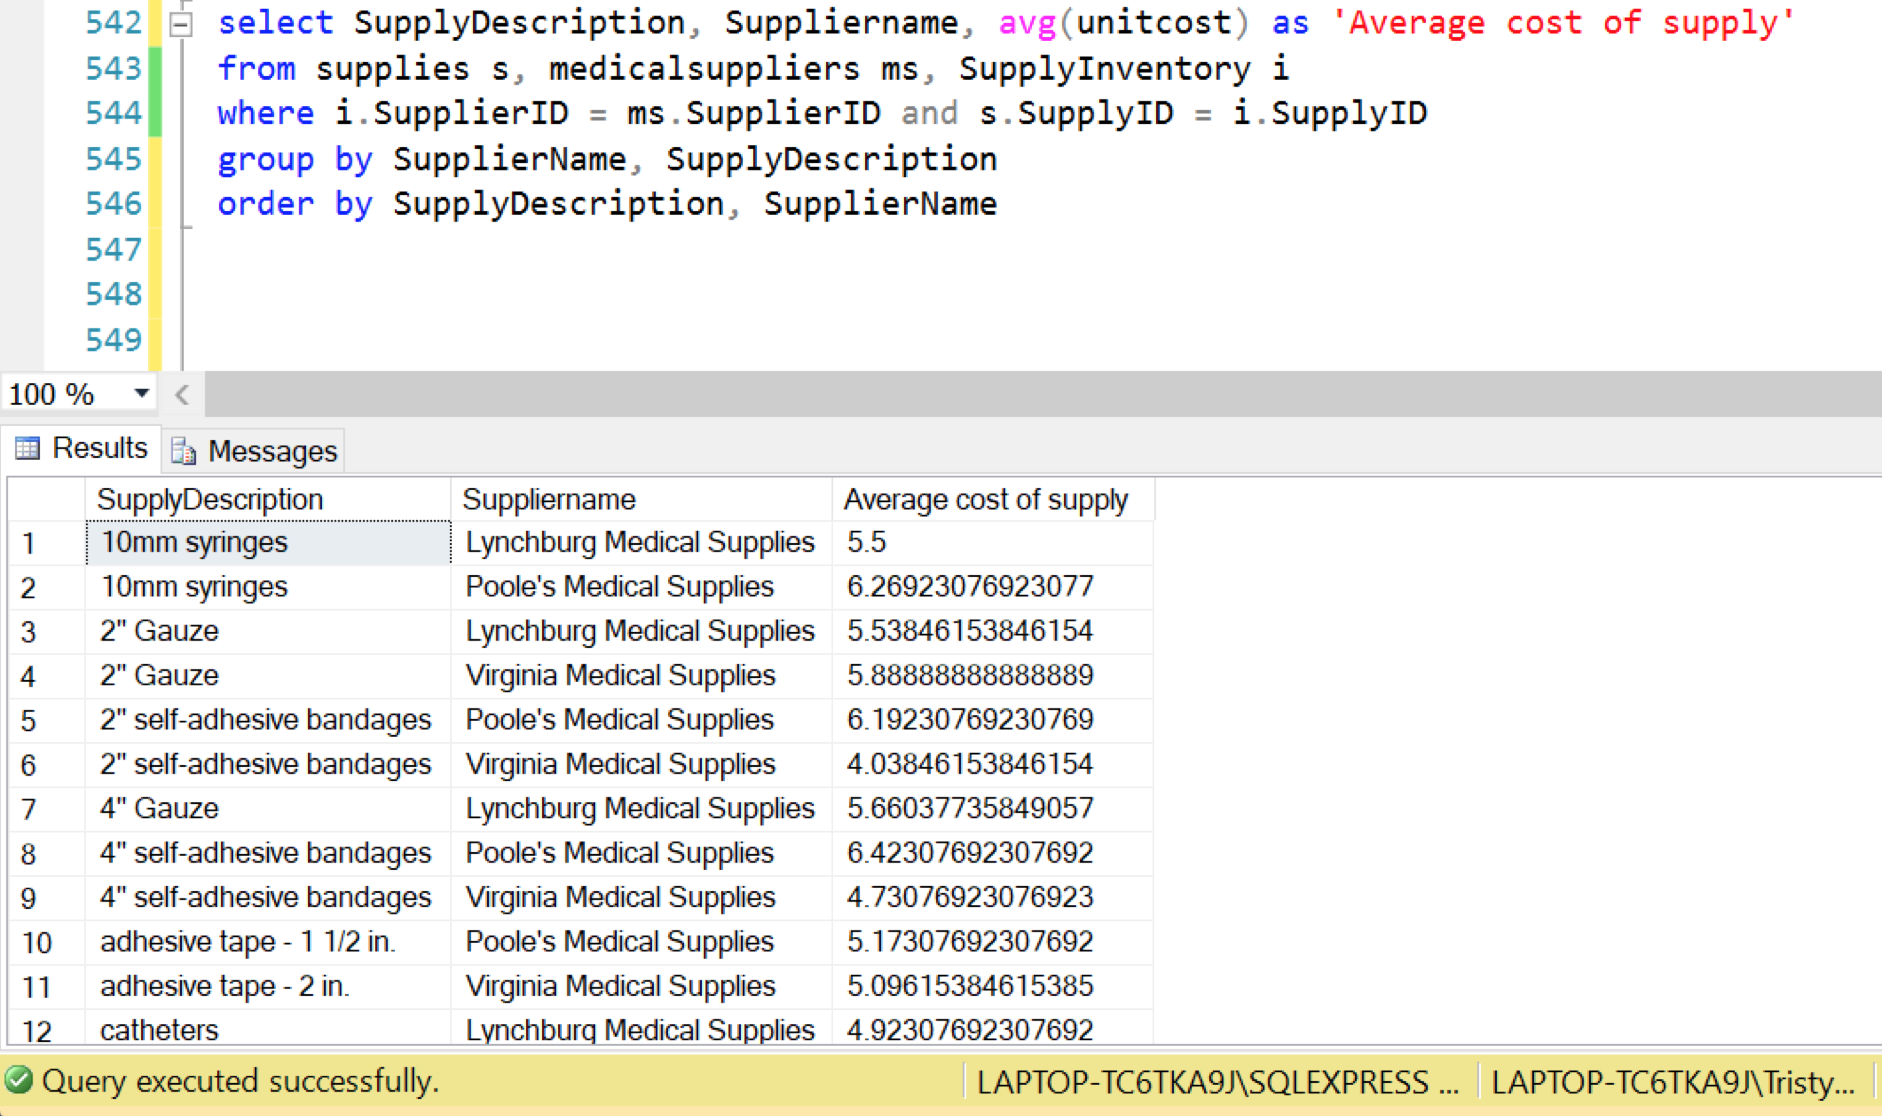 542 select SupplyDescription, Suppliername, avg(unitcost) as 'Average cost of supply'
543 from supplies s, medicalsuppliers ms, SupplyInventory i
544 where i.SupplierID = ms.SupplierID and s.SupplyID = i.SupplyID
545 group by SupplierName, SupplyDescription
546 order by SupplyDescription, SupplierName
547
548
549
100 %
Results Messages
SupplyDescription Suppliername Average cost of supply
1 10mm syringes Lynchburg Medical Supplies 5.5
2 10mm syringes Poole's Medical Supplies 6.26923076923077
3 2" Gauze Lynchburg Medical Supplies 5.53846153846154
4 2" Gauze Virginia Medical Supplies 5.88888888888889
5 2" self-adhesive bandages Poole's Medical Supplies 6.19230769230769
6 2" self-adhesive bandages Virginia Medical Supplies 4.03846153846154
7 4" Gauze Lynchburg Medical Supplies 5.66037735849057
8 4" self-adhesive bandages Poole's Medical Supplies 6.42307692307692
9 4" self-adhesive bandages Virginia Medical Supplies 4.73076923076923
10 adhesive tape - 1 1/2 in. Poole's Medical Supplies 5.17307692307692
11 adhesive tape - 2 in. Virginia Medical Supplies 5.09615384615385
12 catheters Lynchburg Medical Supplies 4.92307692307692
Query executed successfully. LAPTOP-TC6TKA9J\SQLEXPRESS ... LAPTOP-TC6TKA9J\Tristy...